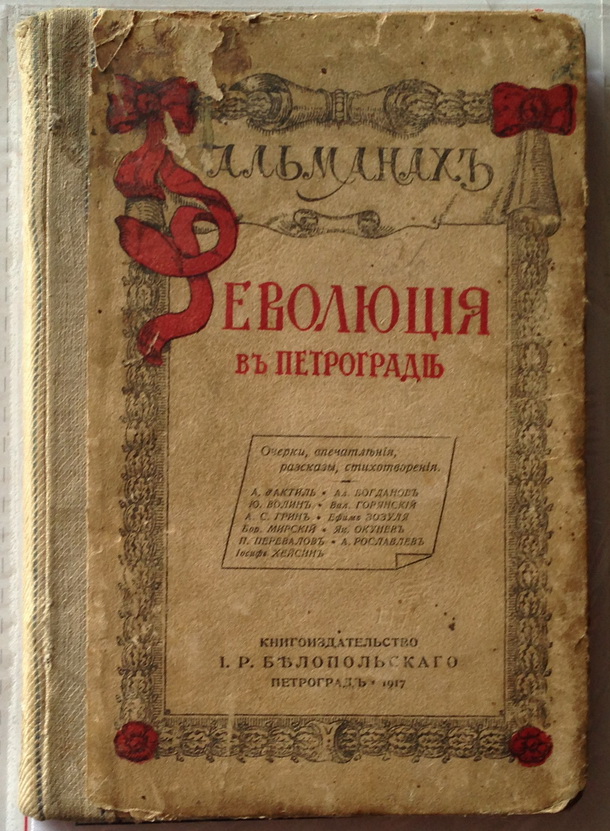 АЛЬМАНАХЪ
РЕВОЛЮЦІЯ
ВЪ ПЕТРОГРАДѢ
Очерки, впечатлѣнія,
разсказы, стихотворенія.
А. ДАКТИЛЬ • Ал. БОГДАНОВЪ
Ю. ВОЛИНЪ • Вал. ГОРЯНСКІЙ
А. С. ГРИНЪ • Ефимъ ЗОЗУЛЯ
Бор. МИРСКІЙ • Як. ОКУНЕВЪ
П. ПЕРЕВАЛОВЪ • А. РОСЛАВЛЕВЪ
Іосифъ ХЕЙСИНЪ
КНИГОИЗДАТЕЛЬСТВО
І. Р. БѢЛОПОЛЬСКАГО
ПЕТРОГРАДЪ • 1917